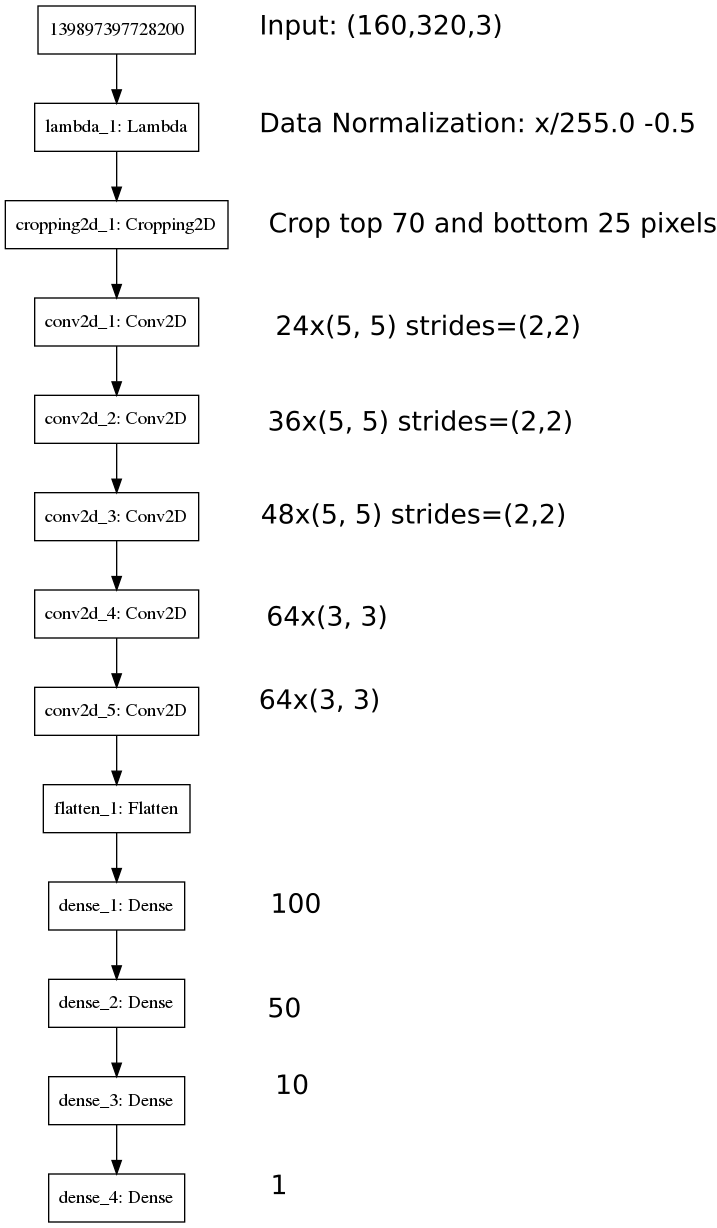 139897397728200
Input: (160,320,3)
lambda_1: Lambda
Data Normalization: x/255.0 -0.5
cropping2d_1: Cropping2D
Crop top 70 and bottom 25 pixels
conv2d_1: Conv2D
24x(5, 5) strides=(2,2)
conv2d_2: Conv2D
36x(5, 5) strides=(2,2)
conv2d_3: Conv2D
48x(5, 5) strides=(2,2)
conv2d_4: Conv2D
64x(3, 3)
conv2d_5: Conv2D
64x(3, 3)
flatten_1: Flatten
dense_1: Dense
100
dense_2: Dense
50
dense_3: Dense
10
dense_4: Dense
1